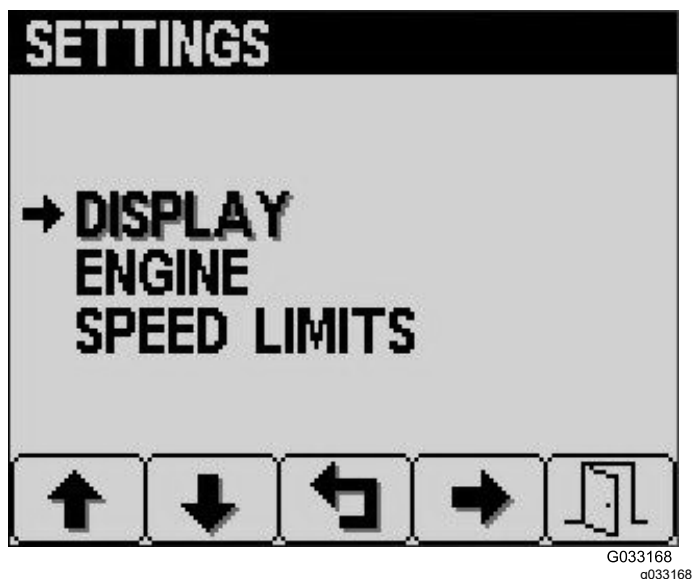 SETTINGS
DISPLAY
ENGINE
SPEED LIMITS
G033168
g033168